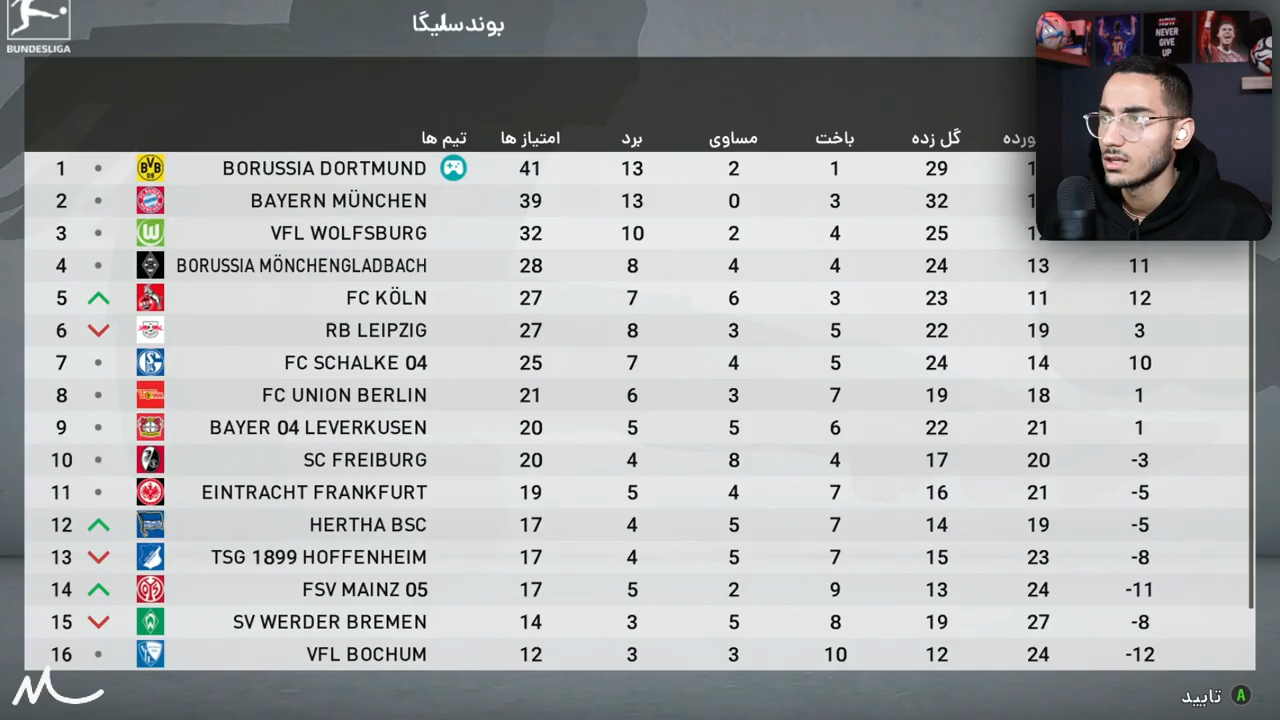 BUNDESLIGA
بوندسلیگا
NOW
NEVER
GIVE
UP
10
تیم ها امتیاز ها برد مساوی باخت گل زده
1 BORUSSIA DORTMUND 41 13 2 1 29
2 BAYERN MÜNCHEN 39 13 0 3 32
3 VFL WOLFSBURG 32 10 2 4 25
4 BORUSSIA MÖNCHENGLADBACH 28 8 4 4 24 13 11
5 FC KÖLN 27 7 6 3 23 11 12
6 RB LEIPZIG 27 8 3 5 22 19 3
7 FC SCHALKE 04 25 7 4 5 24 14 10
8 FC UNION BERLIN 21 6 3 7 19 18 1
9 BAYER 04 LEVERKUSEN 20 5 5 6 22 21 1
10 SC FREIBURG 20 4 8 4 17 20 -3
11 EINTRACHT FRANKFURT 19 5 4 7 16 21 -5
12 HERTHA BSC 17 4 5 7 14 19 -5
13 TSG 1899 HOFFENHEIM 17 4 5 7 15 23 -8
14 FSV MAINZ 05 17 5 2 9 13 24 -11
15 SV WERDER BREMEN 14 3 5 8 19 27 -8
16 VFL BOCHUM 12 3 3 10 12 24 -12
تایید A